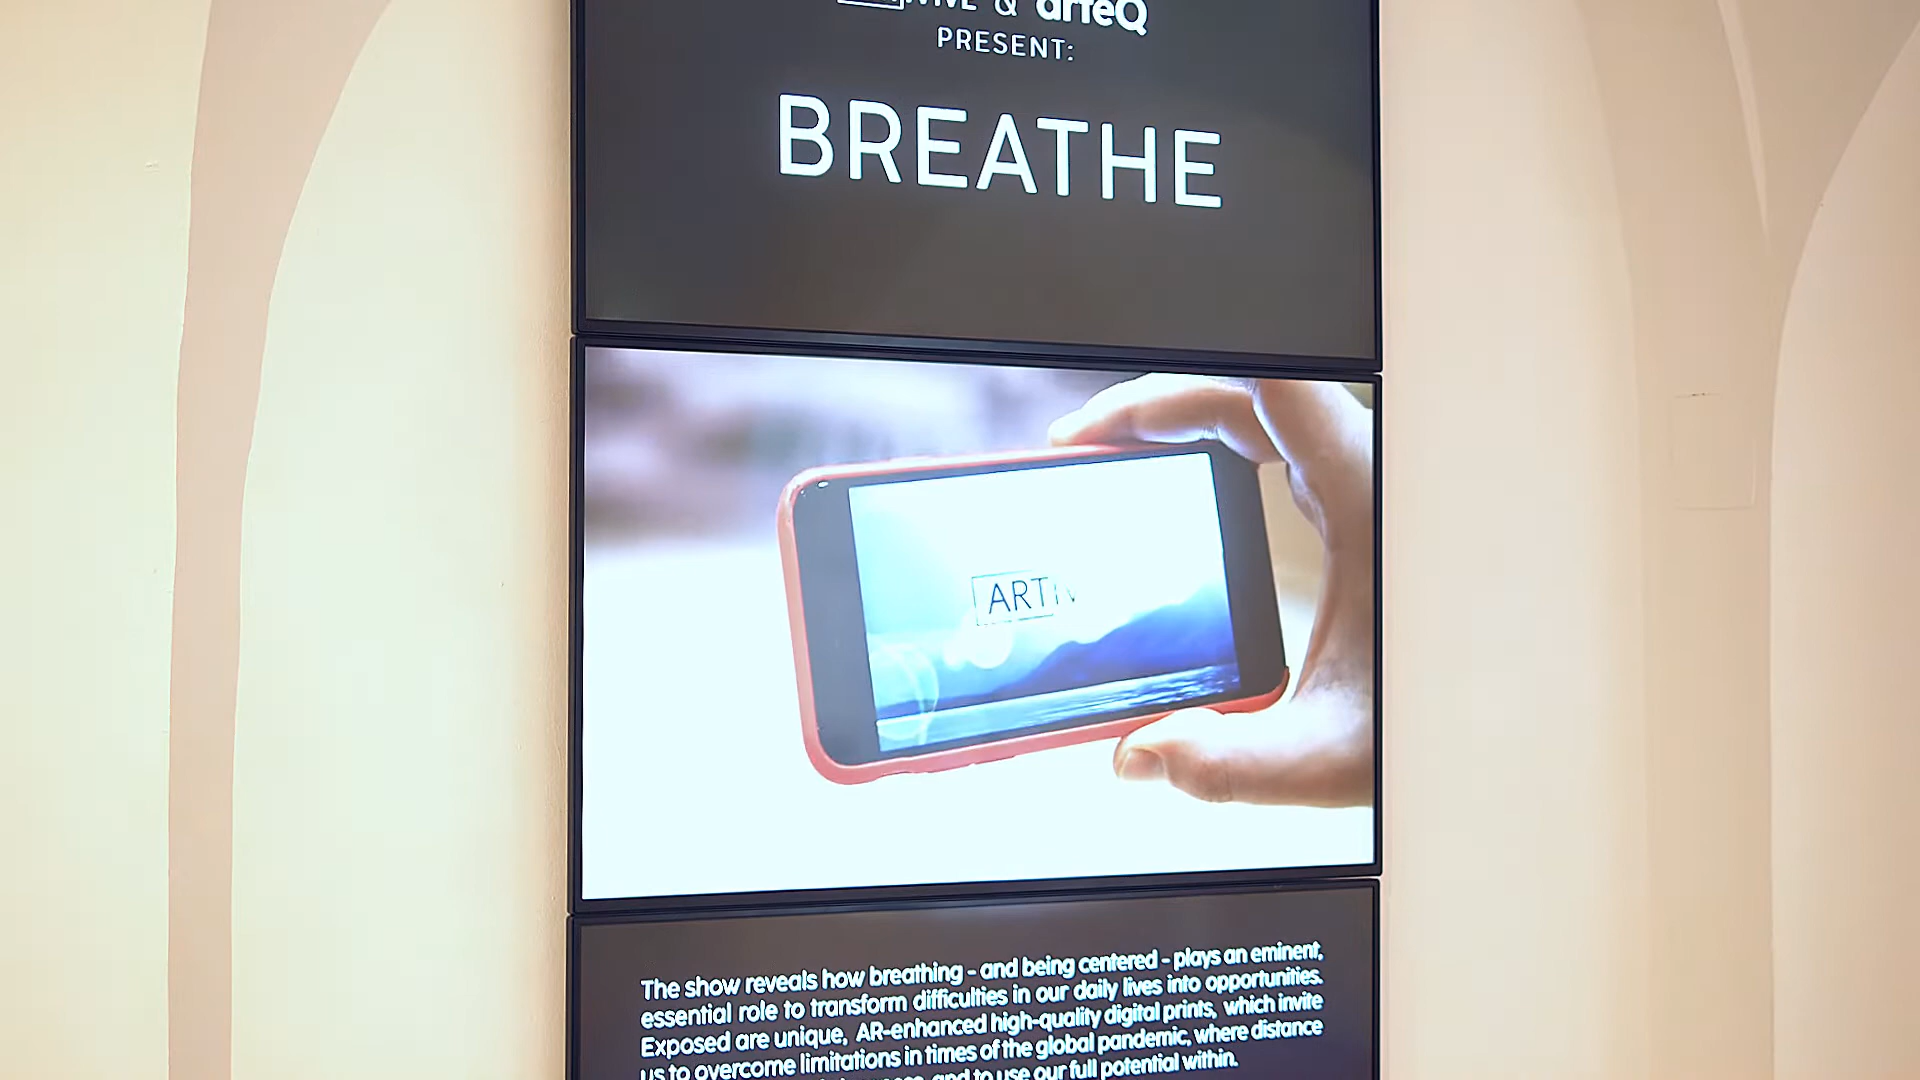 & arteQ
PRESENT:
BREATHE
ART
The show reveals how breathing - and being centered - plays an eminent,
essential role to transform difficulties in our daily lives into opportunities.
Exposed are unique, AR-enhanced high-quality digital prints, which invite
us to overcome limitations in times of the global pandemic, where distance
and to use our full potential within.